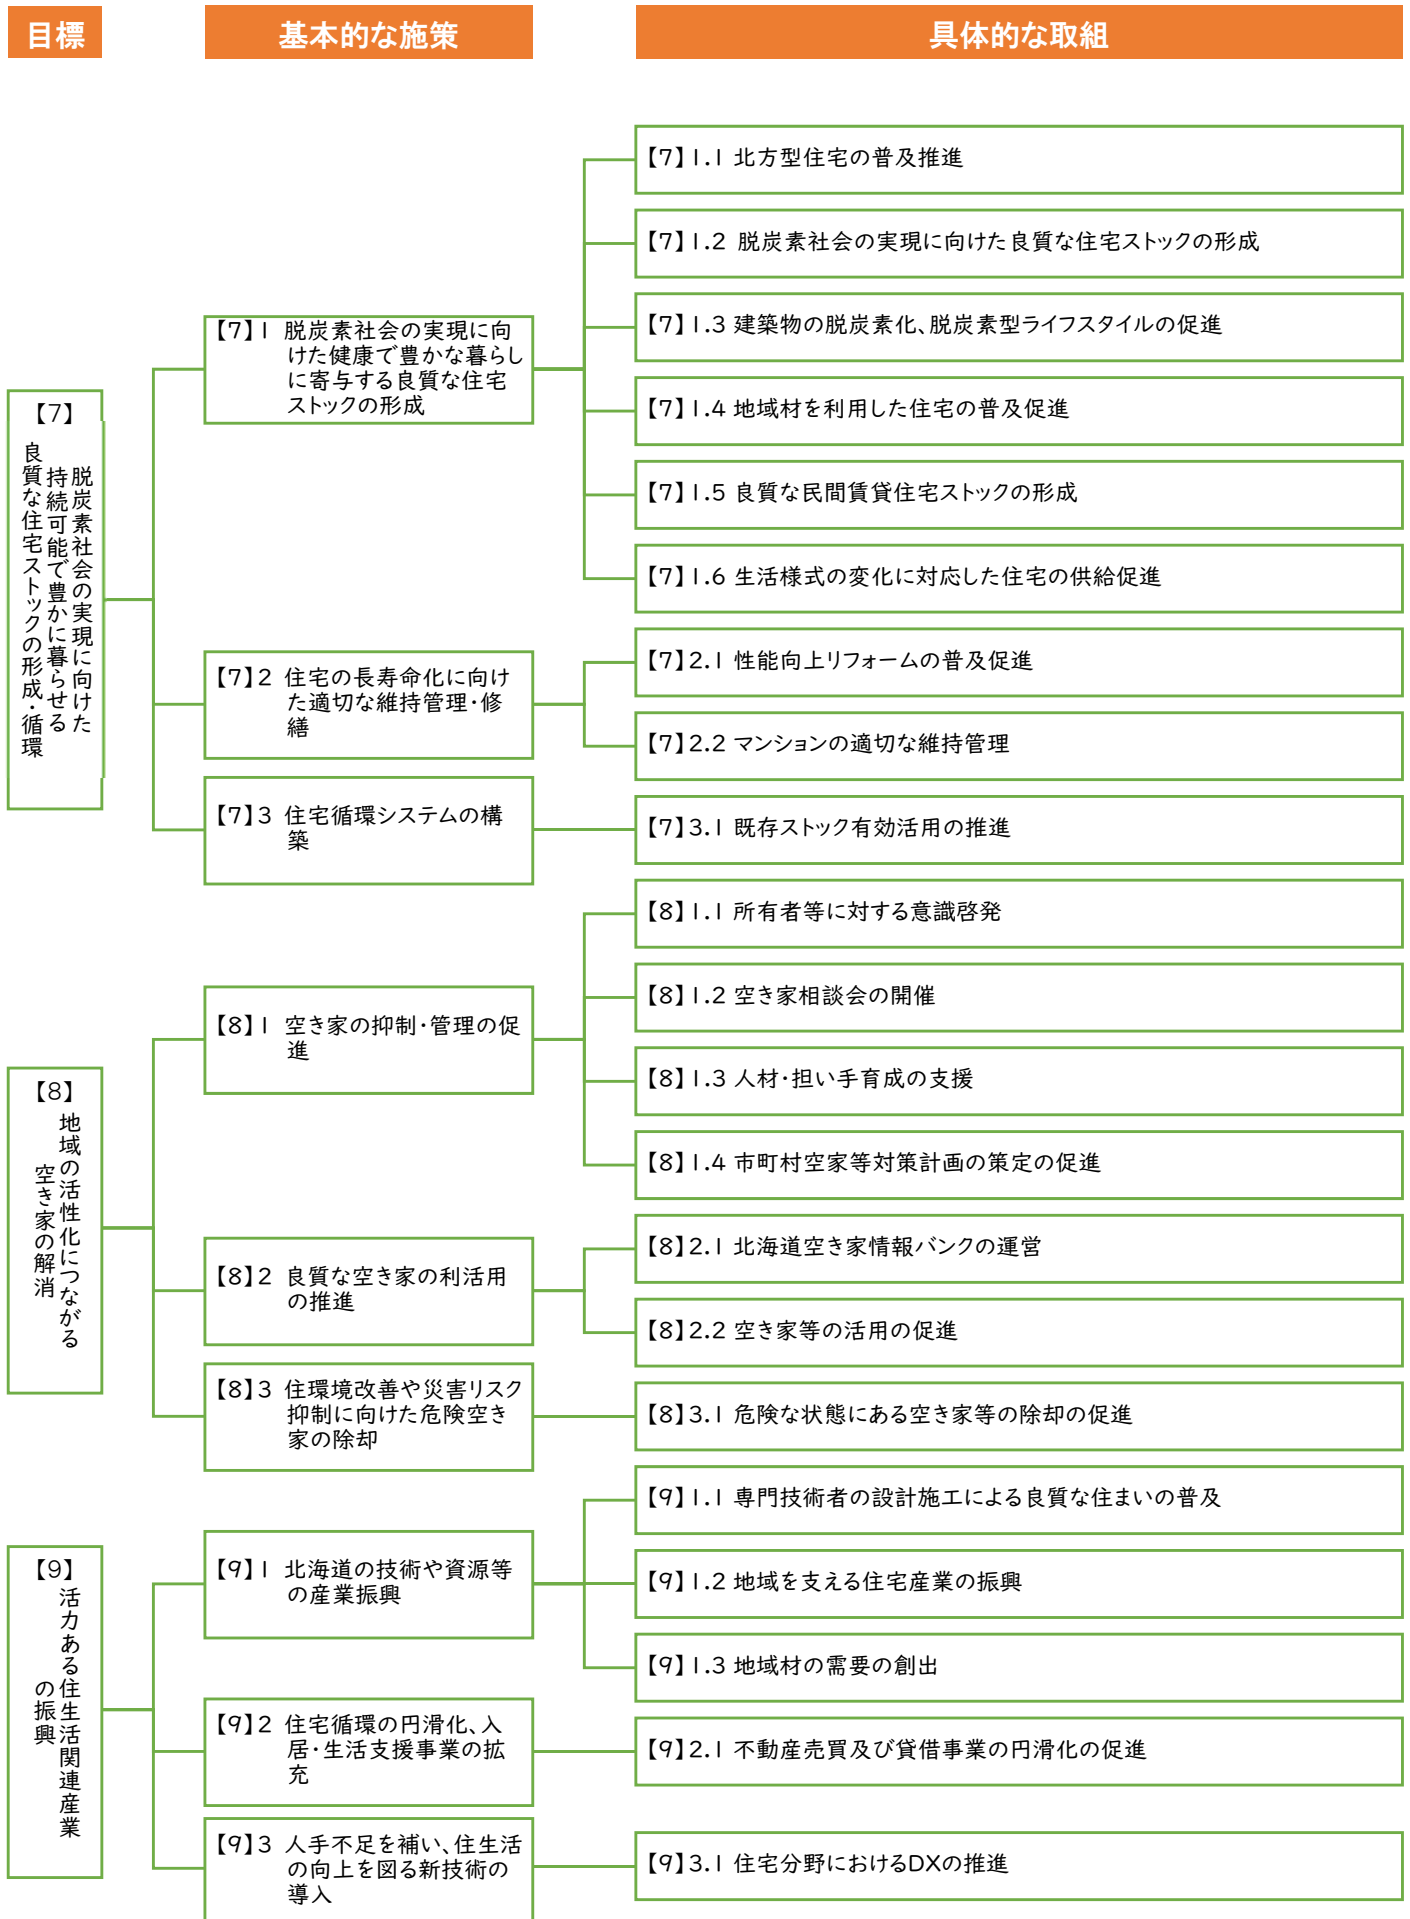 目標
基本的な施策
具体的な取組
【7】
脱炭素社会の実現に向けた
持続可能で豊かに暮らせる
良質な住宅ストックの形成・循環
【7】1 脱炭素社会の実現に向
けた健康で豊かな暮らし
に寄与する良質な住宅
ストックの形成
【7】1.1 北方型住宅の普及推進
【7】1.2 脱炭素社会の実現に向けた良質な住宅ストックの形成
【7】1.3 建築物の脱炭素化、脱炭素型ライフスタイルの促進
【7】1.4 地域材を利用した住宅の普及促進
【7】1.5 良質な民間賃貸住宅ストックの形成
【7】1.6 生活様式の変化に対応した住宅の供給促進
【7】2 住宅の長寿命化に向け
た適切な維持管理・修
繕
【7】2.1 性能向上リフォームの普及促進
【7】2.2 マンションの適切な維持管理
【7】3 住宅循環システムの構
築
【7】3.1 既存ストック有効活用の推進
【8】
地域の活性化につながる
空き家の解消
【8】1 空き家の抑制・管理の促
進
【8】1.1 所有者等に対する意識啓発
【8】1.2 空き家相談会の開催
【8】1.3 人材・担い手育成の支援
【8】1.4 市町村空家等対策計画の策定の促進
【8】2 良質な空き家の利活用
の推進
【8】2.1 北海道空き家情報バンクの運営
【8】2.2 空き家等の活用の促進
【8】3 住環境改善や災害リスク
抑制に向けた危険空き
家の除却
【8】3.1 危険な状態にある空き家等の除却の促進
【9】
活力ある住生活関連産業
の振興
【9】1 北海道の技術や資源等
の産業振興
【9】1.1 専門技術者の設計施工による良質な住まいの普及
【9】1.2 地域を支える住宅産業の振興
【9】1.3 地域材の需要の創出
【9】2 住宅循環の円滑化、入
居・生活支援事業の拡
充
【9】2.1 不動産売買及び貸借事業の円滑化の促進
【9】3 人手不足を補い、住生活
の向上を図る新技術の
導入
【9】3.1 住宅分野におけるDXの推進